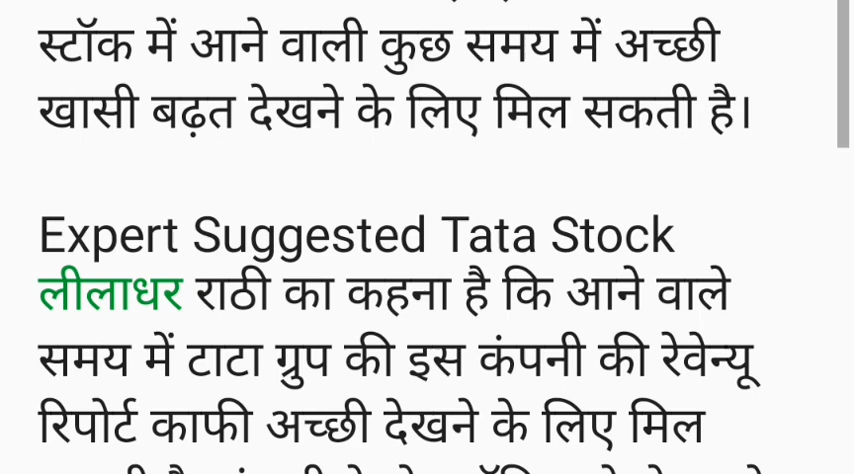 स्टॉक में आने वाली कुछ समय में अच्छी
खासी बढ़त देखने के लिए मिल सकती है।
Expert Suggested Tata Stock
लीलाधर राठी का कहना है कि आने वाले
समय में टाटा ग्रुप की इस कंपनी की रेवेन्यू
रिपोर्ट काफी अच्छी देखने के लिए मिल